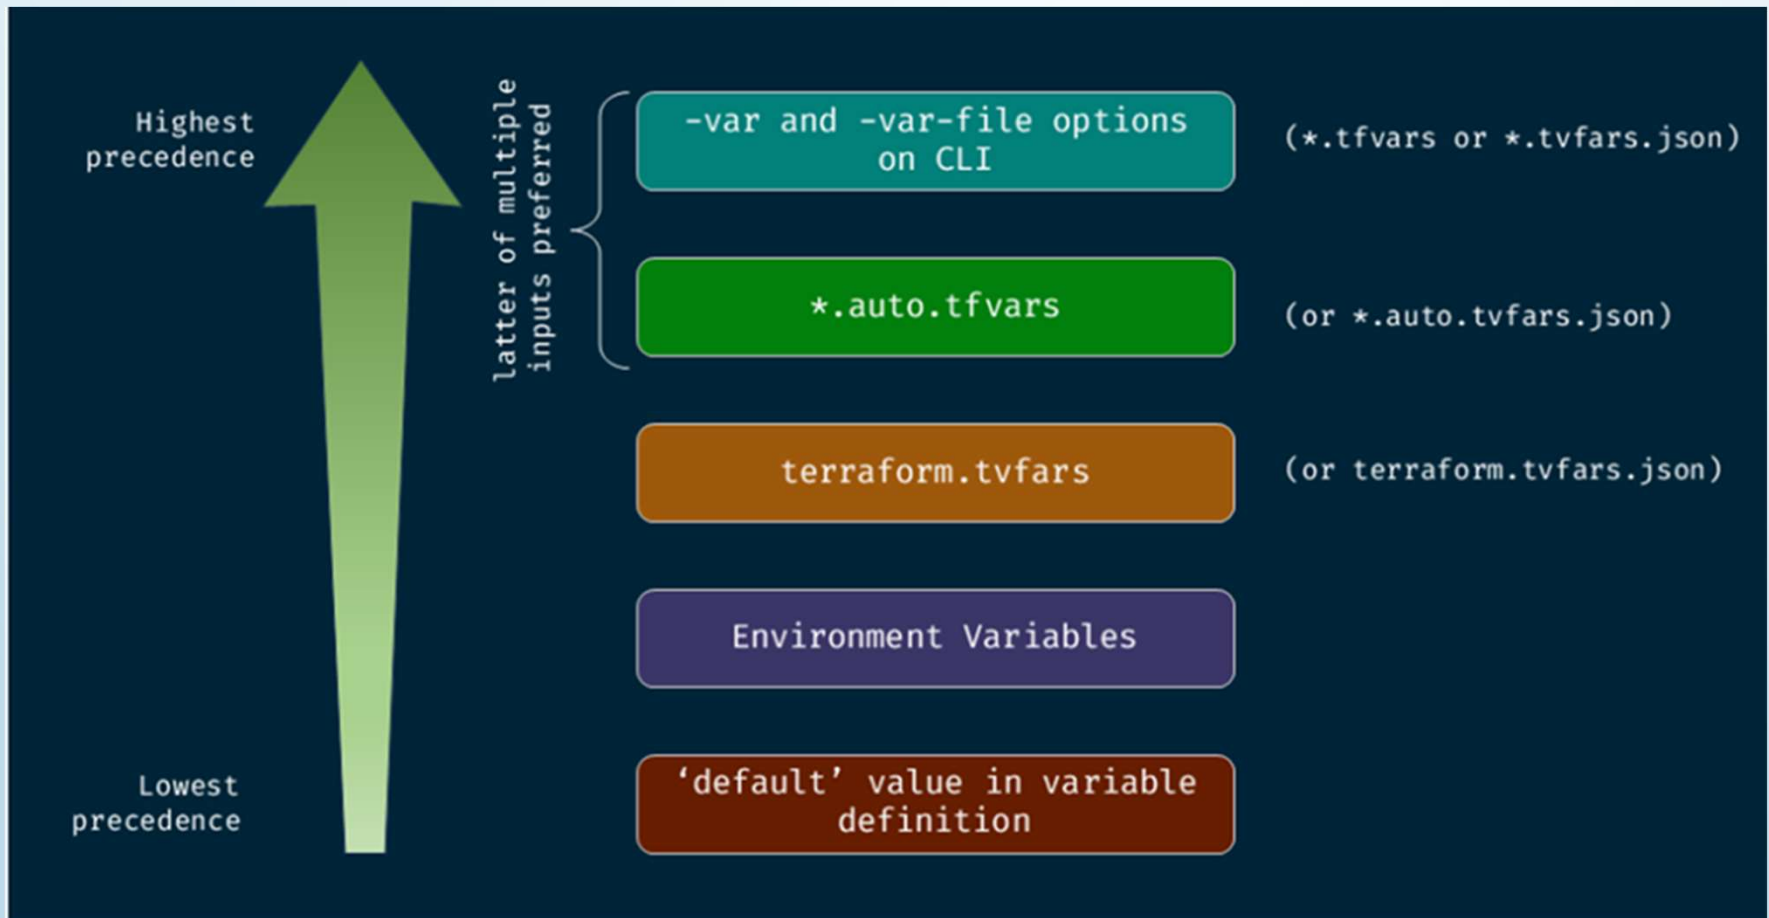 Highest
precedence
latter of multiple
inputs preferred
-var and -var-file options
on CLI
(*.tfvars or *.tvfars.json)
*.auto.tfvars
(or *.auto.tvfars.json)
terraform.tvfars
(or terraform.tvfars.json)
Environment Variables
Lowest
precedence
‘default’ value in variable
definition